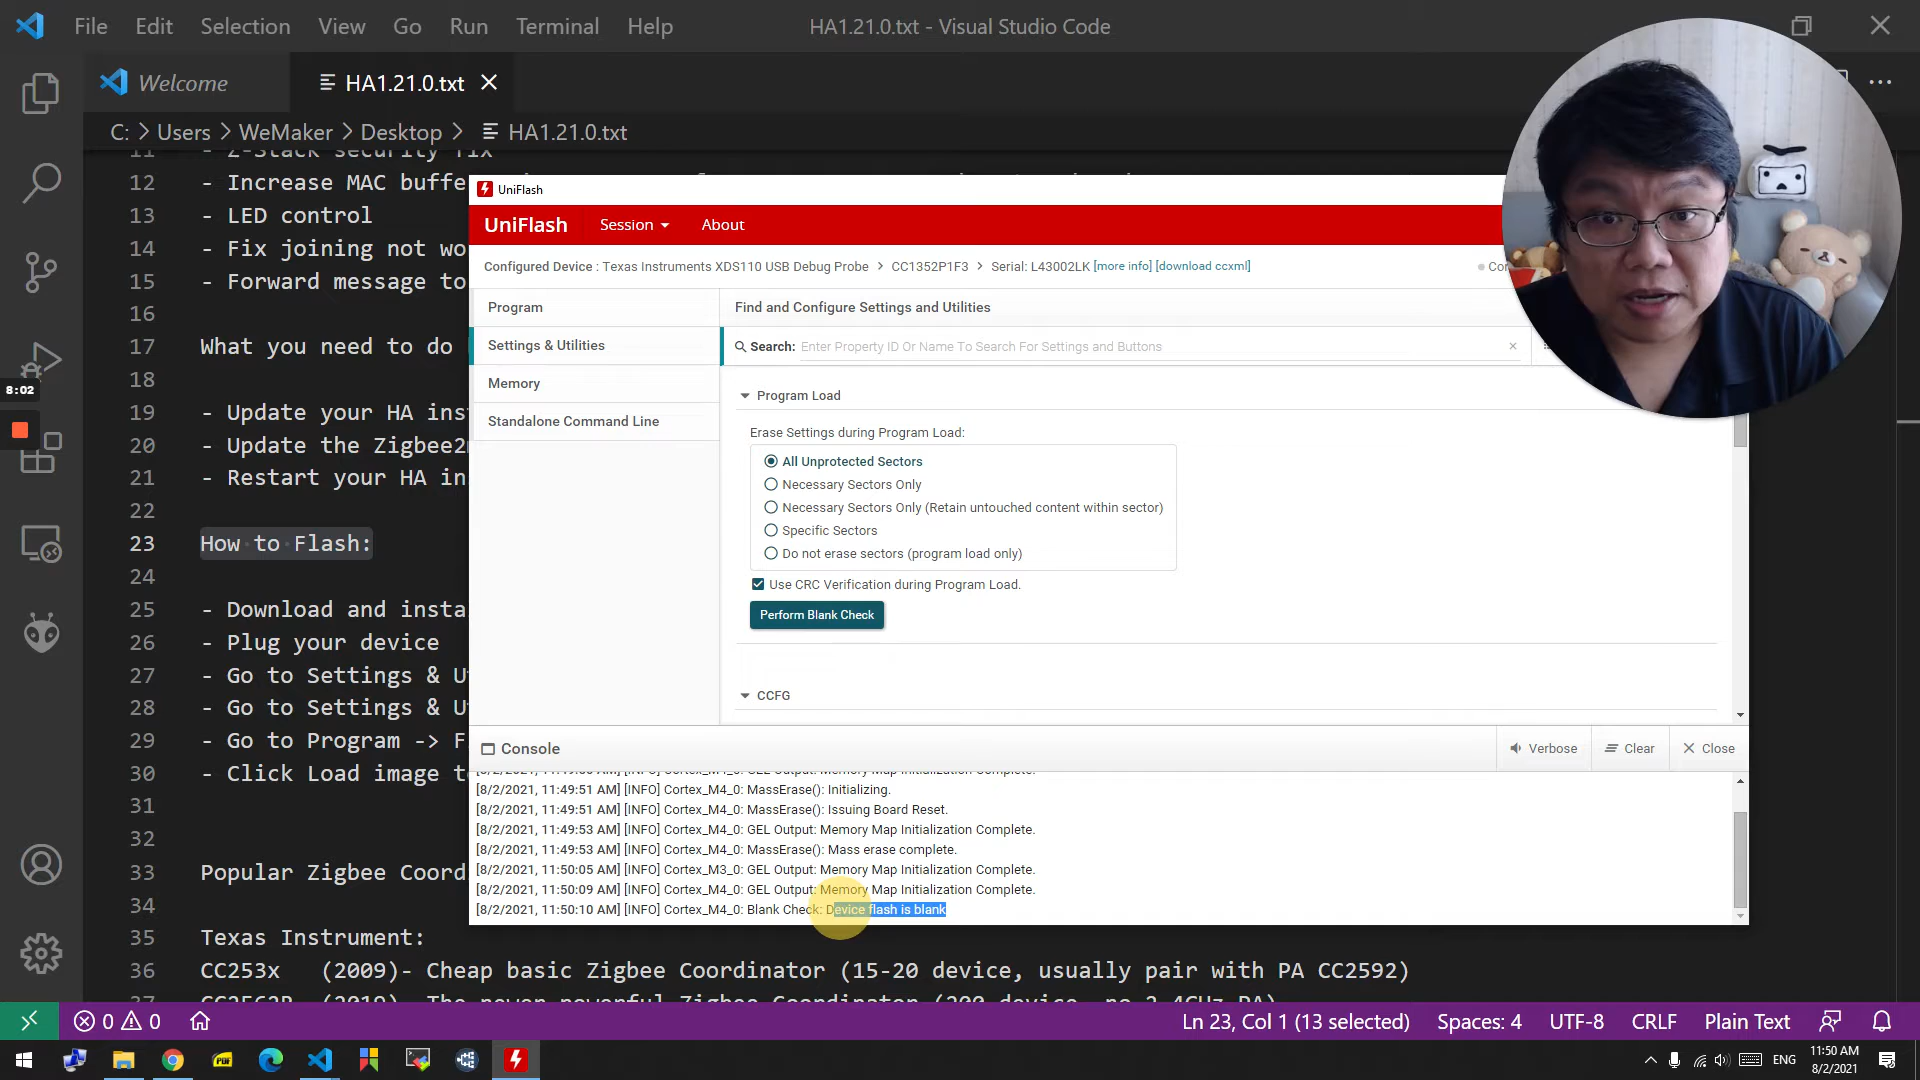 File Edit Selection View Go Run Terminal Help
HA1.21.0.txt - Visual Studio Code
Welcome
HA1.21.0.txt
C: > Users > WeMaker > Desktop > HA1.21.0.txt
11 - Z-Stack security fix
12 - Increase MAC buffe
13 - LED control
14 - Fix joining not wo
15 - Forward message to
16
17 What you need to do
18
19 - Update your HA ins
20 - Update the Zigbee2
21 - Restart your HA in
22
23 How to Flash:
24
25 - Download and insta
26 - Plug your device
27 - Go to Settings & U
28 - Go to Settings & U
29 - Go to Program -> F
30 - Click Load image t
31
32
33 Popular Zigbee Coord
34
35 Texas Instrument:
36 CC253x (2009)- Cheap basic Zigbee Coordinator (15-20 device, usually pair with PA CC2592)
8:02
UniFlash
UniFlash Session About
Configured Device : Texas Instruments XDS110 USB Debug Probe > CC1352P1F3 > Serial: L43002LK [more info] [download ccxml]
Con
Program
Settings & Utilities
Memory
Standalone Command Line
Find and Configure Settings and Utilities
Search: Enter Property ID Or Name To Search For Settings and Buttons
Program Load
Erase Settings during Program Load:
All Unprotected Sectors
Necessary Sectors Only
Necessary Sectors Only (Retain untouched content within sector)
Specific Sectors
Do not erase sectors (program load only)
Use CRC Verification during Program Load.
Perform Blank Check
CCFG
Console
Verbose Clear Close
[8/2/2021, 11:49:51 AM] [INFO] Cortex_M4_0: MassErase(): Initializing.
[8/2/2021, 11:49:51 AM] [INFO] Cortex_M4_0: MassErase(): Issuing Board Reset.
[8/2/2021, 11:49:53 AM] [INFO] Cortex_M4_0: GEL Output: Memory Map Initialization Complete.
[8/2/2021, 11:49:53 AM] [INFO] Cortex_M4_0: MassErase(): Mass erase complete.
[8/2/2021, 11:50:05 AM] [INFO] Cortex_M3_0: GEL Output: Memory Map Initialization Complete.
[8/2/2021, 11:50:09 AM] [INFO] Cortex_M4_0: GEL Output: Memory Map Initialization Complete.
[8/2/2021, 11:50:10 AM] [INFO] Cortex_M4_0: Blank Check: Device flash is blank
0 0
Ln 23, Col 1 (13 selected) Spaces: 4 UTF-8 CRLF Plain Text
PDF
ENG
11:50 AM
8/2/2021